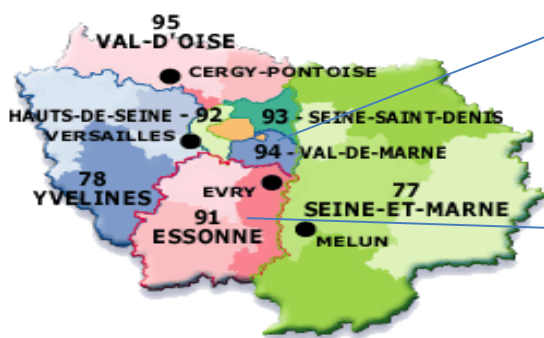 95
VAL-D'OISE
CERGY-PONTOISE
HAUTS-DE-SEINE - 92
93 - SEINE-SAINT-DENIS
VERSAILLES
94 - VAL-DE-MARNE
78
YVELINES
EVRY
77
SEINE-ET-MARNE
91
ESSONNE
MELUN